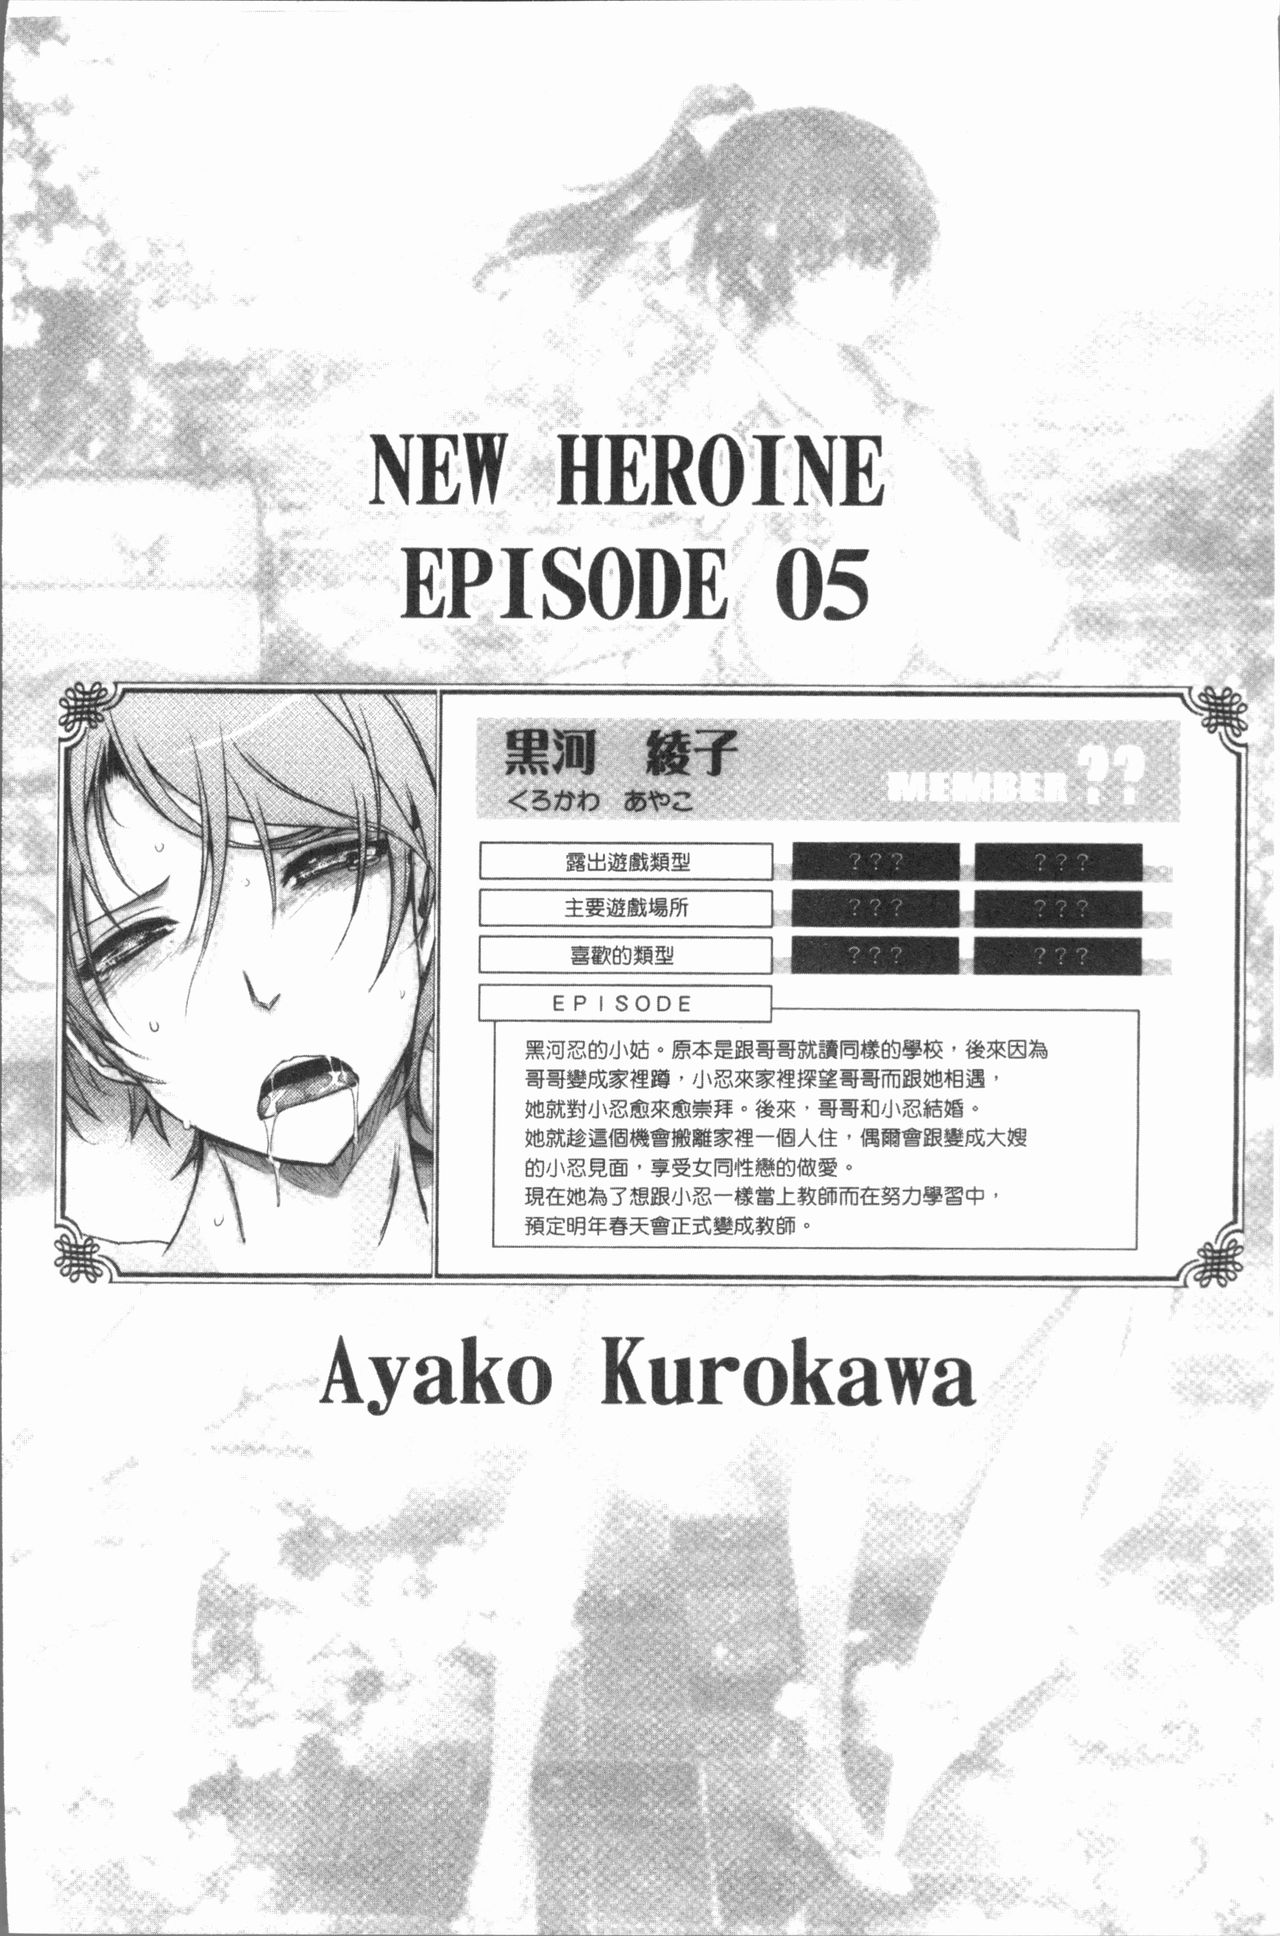 NEW HEROINE
EPISODE 05
黑河 綾子
くろかわ あやこ
MEMBER??
露出遊戲類型
???
???
主要遊戲場所
???
???
喜歡的類型
???
???
EPISODE
黑河忍的小姑。原本是跟哥哥就讀同樣的學校，後來因為
哥哥變成家裡蹲，小忍來家裡探望哥哥而跟她相遇，
她就對小忍愈來愈崇拜。後來，哥哥和小忍結婚。
她就趁這個機會搬離家裡一個人住，偶爾會跟變成大嫂
的小忍見面，享受女同性戀的做愛。
現在她為了想跟小忍一樣當上教師而在努力學習中，
預定明年春天會正式變成教師。
Ayako Kurokawa